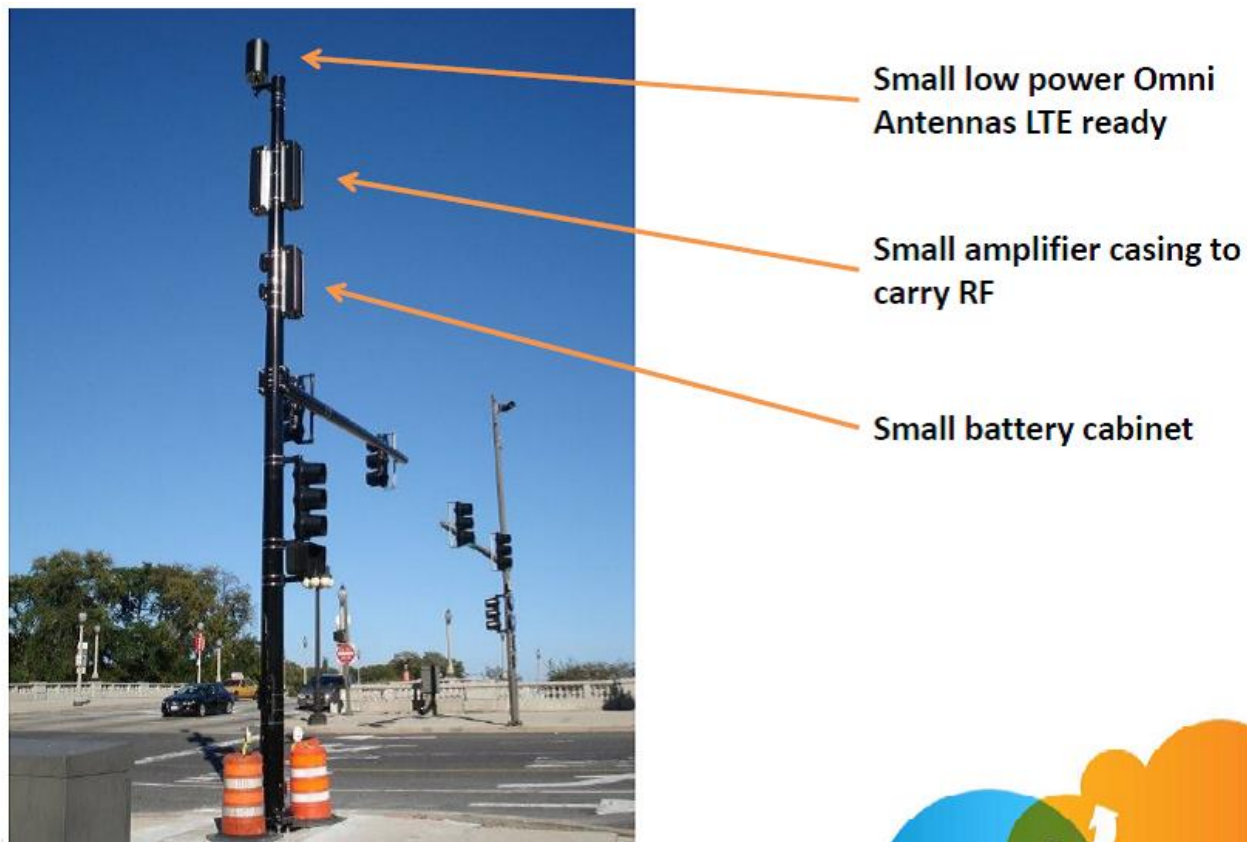 Small low power Omni
Antennas LTE ready
Small amplifier casing to
carry RF
Small battery cabinet